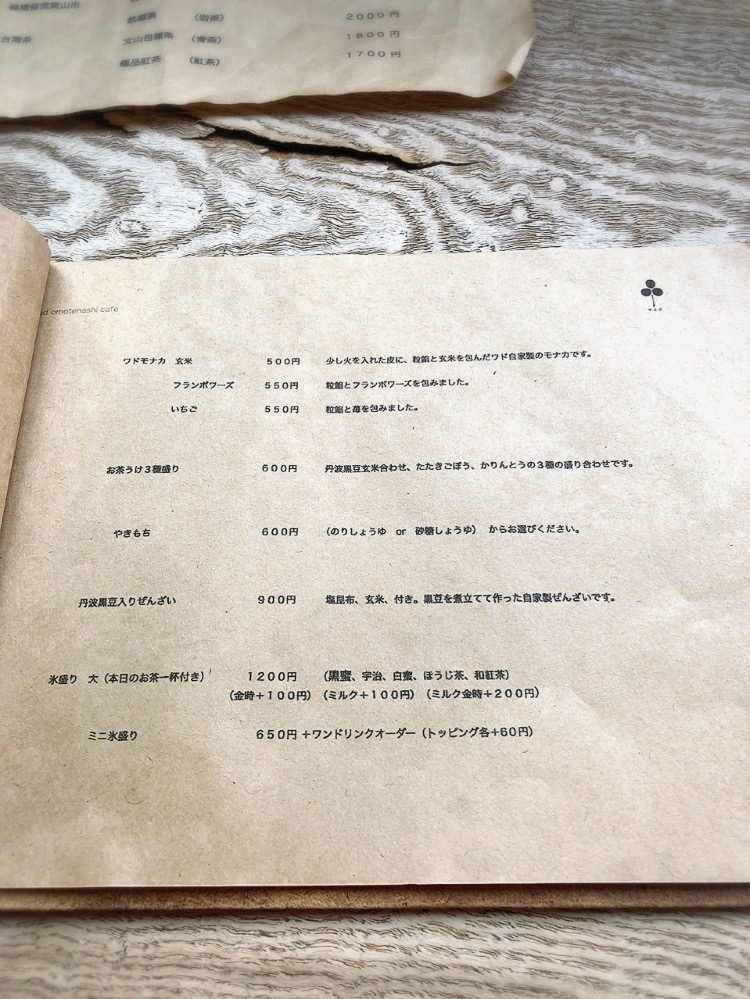 （岩茶） 2000円
台湾茶 文山包種茶 （青茶） 1800円
極品紅茶 （紅茶） 1700円
omotenashi cafe
ワドモナカ 玄米 500円 少し火を入れた皮に、粒餡と玄米を包んだワド自家製のモナカです。
フランボワーズ 550円 粒餡とフランボワーズを包みました。
いちご 550円 粒餡と苺を包みました。
お茶うけ3種盛り 600円 丹波黒豆玄米合わせ、たたきごぼう、かりんとうの3種の盛り合わせです。
やきもち 600円 （のりしょうゆ or 砂糖しょうゆ） からお選びください。
丹波黒豆入りぜんざい 900円 塩昆布、玄米、付き。黒豆を煮立てて作った自家製ぜんざいです。
氷盛り 大（本日のお茶一杯付き） 1200円 （黒蜜、宇治、白蜜、ほうじ茶、和紅茶）
（金時＋100円）（ミルク＋100円）（ミルク金時＋200円）
ミニ氷盛り 650円＋ワンドリンクオーダー（トッピング各＋60円）